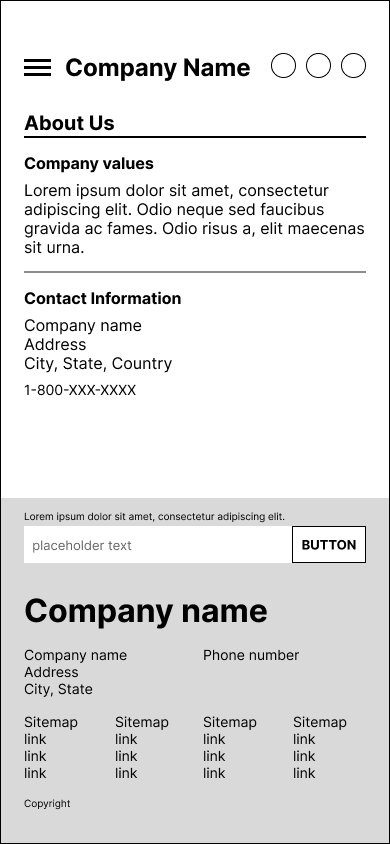 Company Name
About Us
Company values
Lorem ipsum dolor sit amet, consectetur
adipiscing elit. Odio neque sed faucibus
gravida ac fames. Odio risus a, elit maecenas
sit urna.
Contact Information
Company name
Address
City, State, Country
1-800-XXX-XXXX
Lorem ipsum dolor sit amet, consectetur adipiscing elit.
placeholder text BUTTON
Company name
Company name Phone number
Address
City, State
Sitemap Sitemap Sitemap Sitemap
link link link link
link link link link
link link link link
Copyright